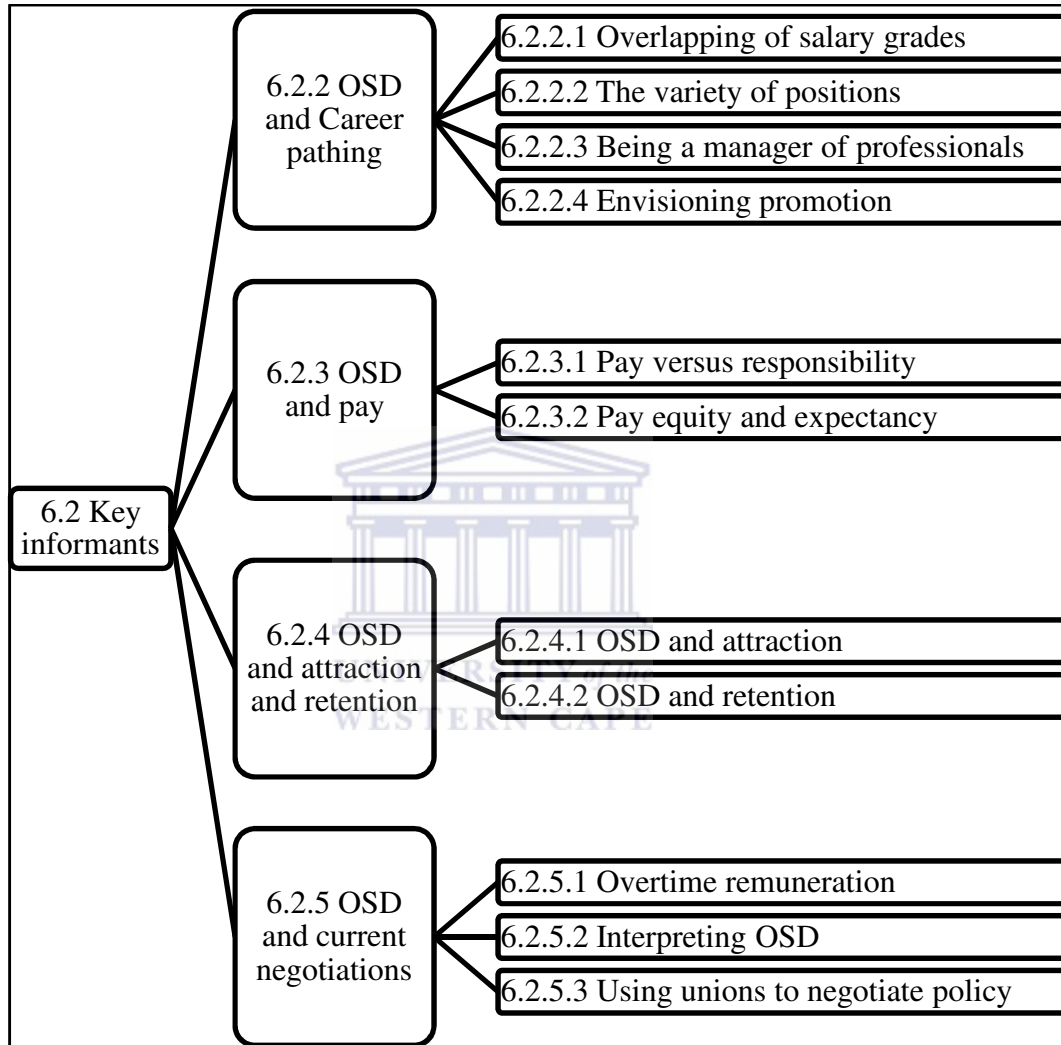 6.2 Key
informants
6.2.2 OSD
and Career
pathing
6.2.2.1 Overlapping of salary grades
6.2.2.2 The variety of positions
6.2.2.3 Being a manager of professionals
6.2.2.4 Envisioning promotion
6.2.3 OSD
and pay
6.2.3.1 Pay versus responsibility
6.2.3.2 Pay equity and expectancy
6.2.4 OSD
and attraction
and retention
6.2.4.1 OSD and attraction
6.2.4.2 OSD and retention
6.2.5 OSD
and current
negotiations
6.2.5.1 Overtime remuneration
6.2.5.2 Interpreting OSD
6.2.5.3 Using unions to negotiate policy
UNIVERSITY of the
WESTERN CAPE